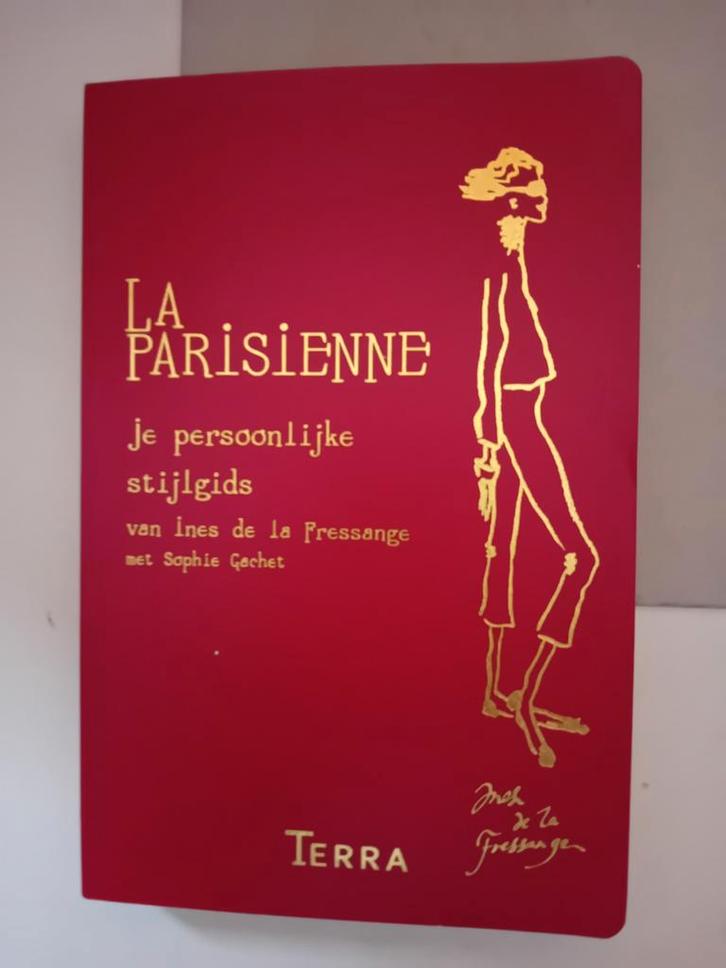 LA
PARISIENNE
je persoonlijke
stijlgids
van Ines de la Fressange
met Sophie Gachet
Ines
de la
Fressange
TERRA